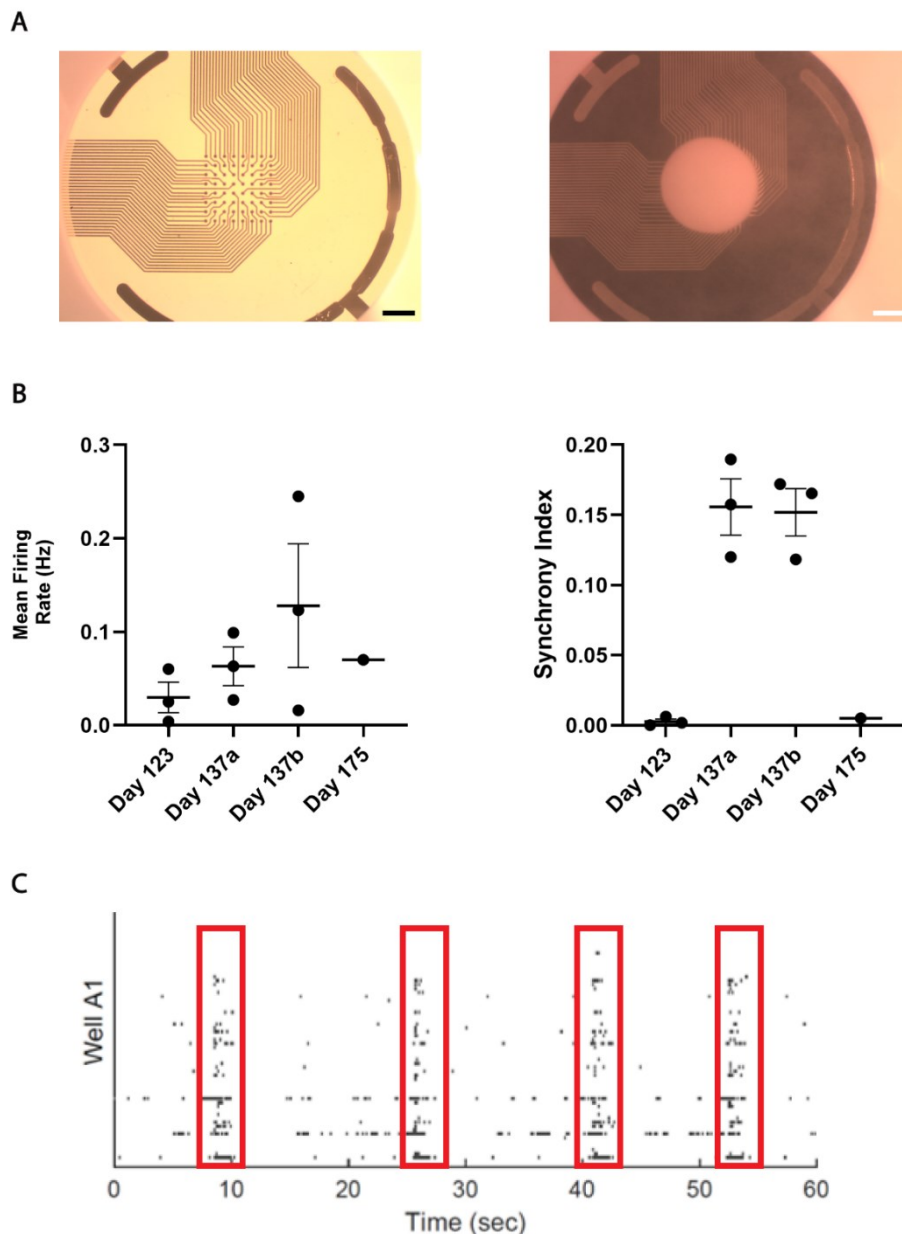 A
B
0.3
0.2
0.1
0.0
Mean Firing
Rate (Hz)
Day 123
Day 137a
Day 137b
Day 175
0.20
0.15
0.10
0.05
0.00
Synchrony Index
Day 123
Day 137a
Day 137b
Day 175
C
Well A1
0 10 20 30 40 50 60
Time (sec)